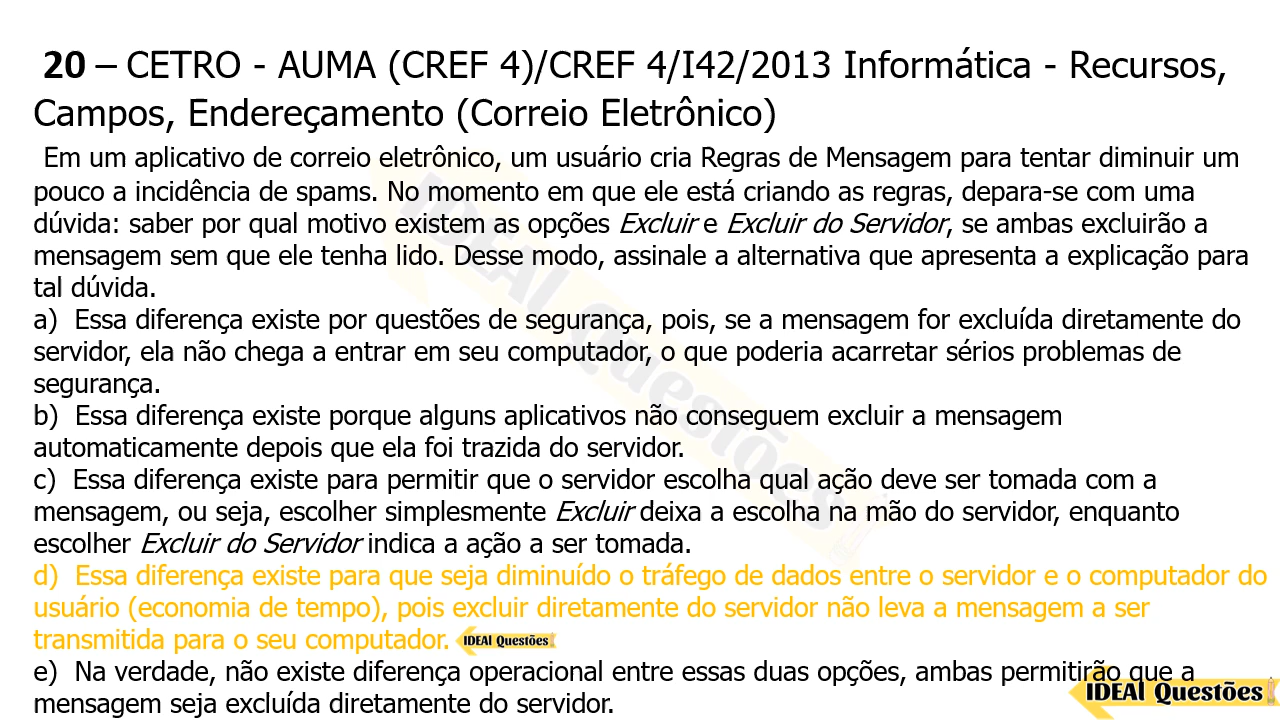 20 – CETRO - AUMA (CREF 4)/CREF 4/I42/2013 Informática - Recursos,
Campos, Endereçamento (Correio Eletrônico)
Em um aplicativo de correio eletrônico, um usuário cria Regras de Mensagem para tentar diminuir um
pouco a incidência de spams. No momento em que ele está criando as regras, depara-se com uma
dúvida: saber por qual motivo existem as opções Excluir e Excluir do Servidor, se ambas excluirão a
mensagem sem que ele tenha lido. Desse modo, assinale a alternativa que apresenta a explicação para
tal dúvida.
a) Essa diferença existe por questões de segurança, pois, se a mensagem for excluída diretamente do
servidor, ela não chega a entrar em seu computador, o que poderia acarretar sérios problemas de
segurança.
b) Essa diferença existe porque alguns aplicativos não conseguem excluir a mensagem
automaticamente depois que ela foi trazida do servidor.
c) Essa diferença existe para permitir que o servidor escolha qual ação deve ser tomada com a
mensagem, ou seja, escolher simplesmente Excluir deixa a escolha na mão do servidor, enquanto
escolher Excluir do Servidor indica a ação a ser tomada.
d) Essa diferença existe para que seja diminuído o tráfego de dados entre o servidor e o computador do
usuário (economia de tempo), pois excluir diretamente do servidor não leva a mensagem a ser
transmitida para o seu computador. IDEAl Questões
e) Na verdade, não existe diferença operacional entre essas duas opções, ambas permitirão que a
mensagem seja excluída diretamente do servidor.
IDEAl Questões
IDEAl Questões